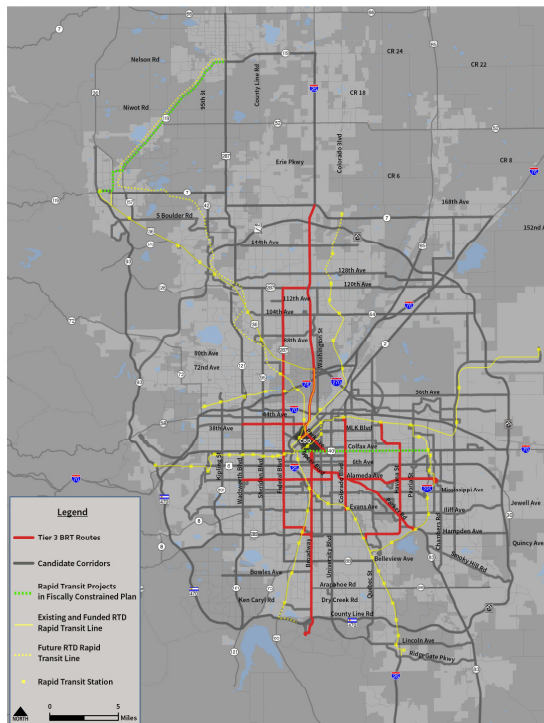 Nelson Rd
Niwot Rd
95th St
County Line Rd
CR 24
CR 22
CR 18
Colorado Blvd
Erie Pkwy
CR 6
CR 8
168th Ave
152nd A
S Boulder Rd
144th Ave
128th Ave
120th Ave
112th Ave
104th Ave
88th Ave
Washington St
80th Ave
72nd Ave
56th Ave
44th Ave
38th Ave
MLK Blvd
CBD
Colfax Ave
6th Ave
Alameda Ave
Kipling St
Wadsworth Blvd
Sheridan Blvd
Federal Blvd
Colorado Blvd
Havana St
Peoria St
Mississippi Ave
Jewell Ave
Evans Ave
Parker Rd
Iliff Ave
Chambers Rd
Hampden Ave
Quincy Ave
Broadway
University Blvd
Quebec St
Belleview Ave
Smoky Hill Rd
Bowles Ave
Arapahoe Rd
Ken Caryl Rd
Dry Creek Rd
County Line Rd
Lincoln Ave
RidgeGate Pkwy
Legend
Tier 3 BRT Routes
Candidate Corridors
Rapid Transit Projects
in Fiscally Constrained Plan
Existing and Funded RTD
Rapid Transit Line
Future RTD Rapid
Transit Line
Rapid Transit Station
NORTH
0 5
Miles